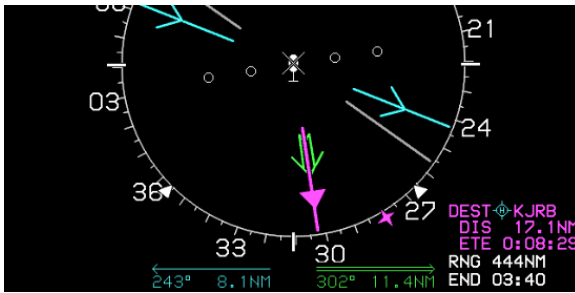 21
03
24
36
27
33
30
DEST KJRB
DIS 17.1NM
ETE 0:08:29
RNG 444NM
END 03:40
243° 8.1NM
302° 11.4NM